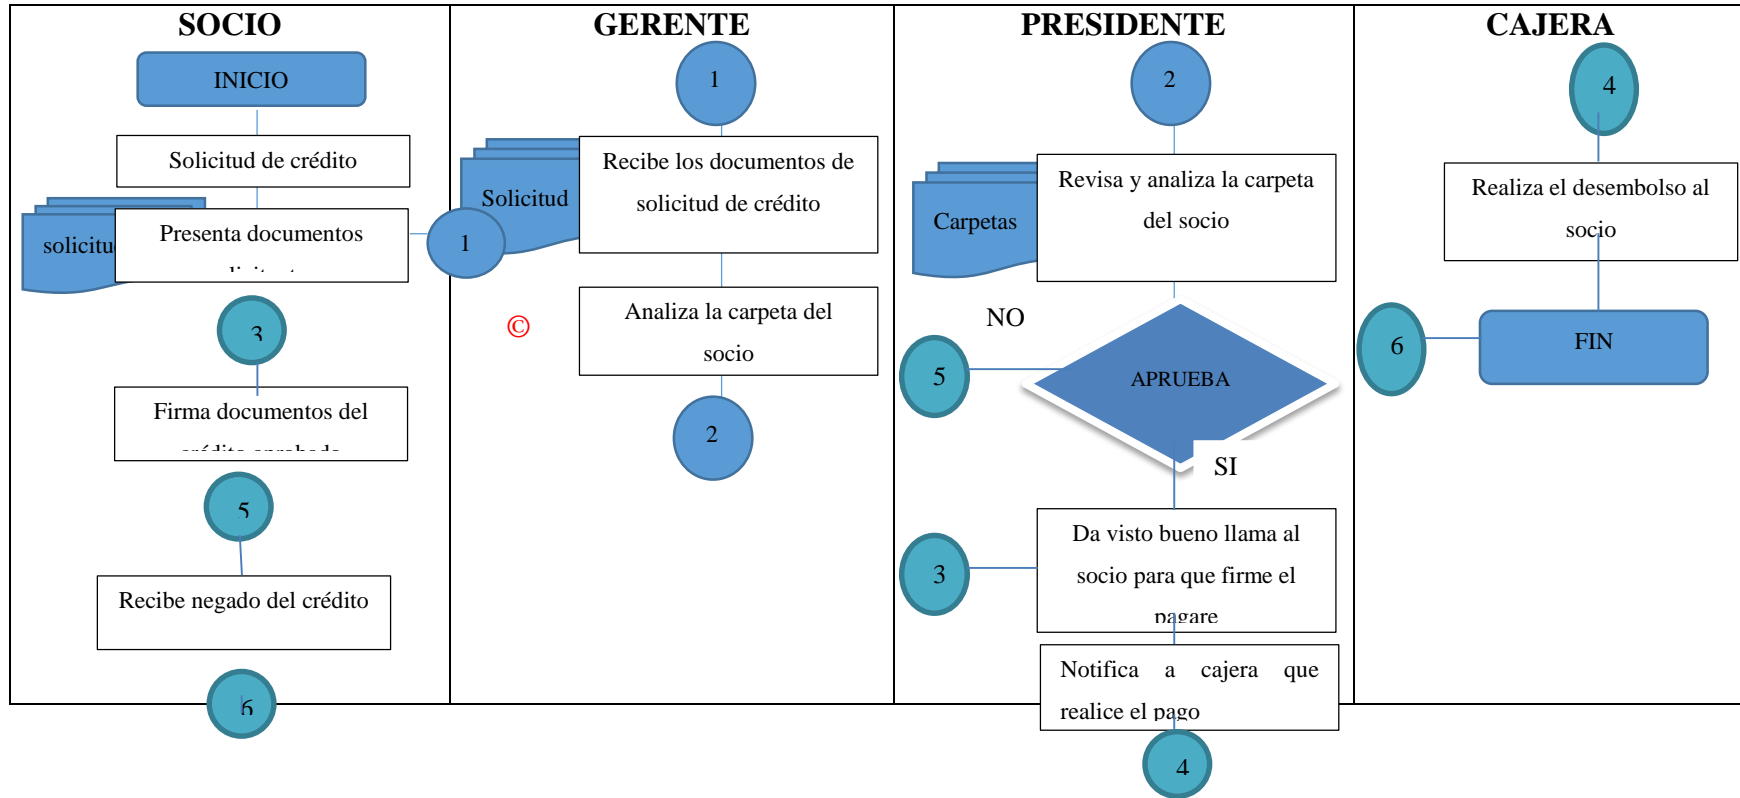 SOCIO
INICIO
Solicitud de crédito
solicitu
Presenta documentos
1
3
Firma documentos del
crédito aprobado
5
Recibe negado del crédito
6
GERENTE
1
Solicitud
Recibe los documentos de
solicitud de crédito
©
Analiza la carpeta del
socio
2
PRESIDENTE
2
Carpetas
Revisa y analiza la carpeta
del socio
NO
5
APRUEBA
SI
3
Da visto bueno llama al
socio para que firme el
pagare
Notifica a cajera que
realice el pago
4
CAJERA
4
Realiza el desembolso al
socio
6
FIN